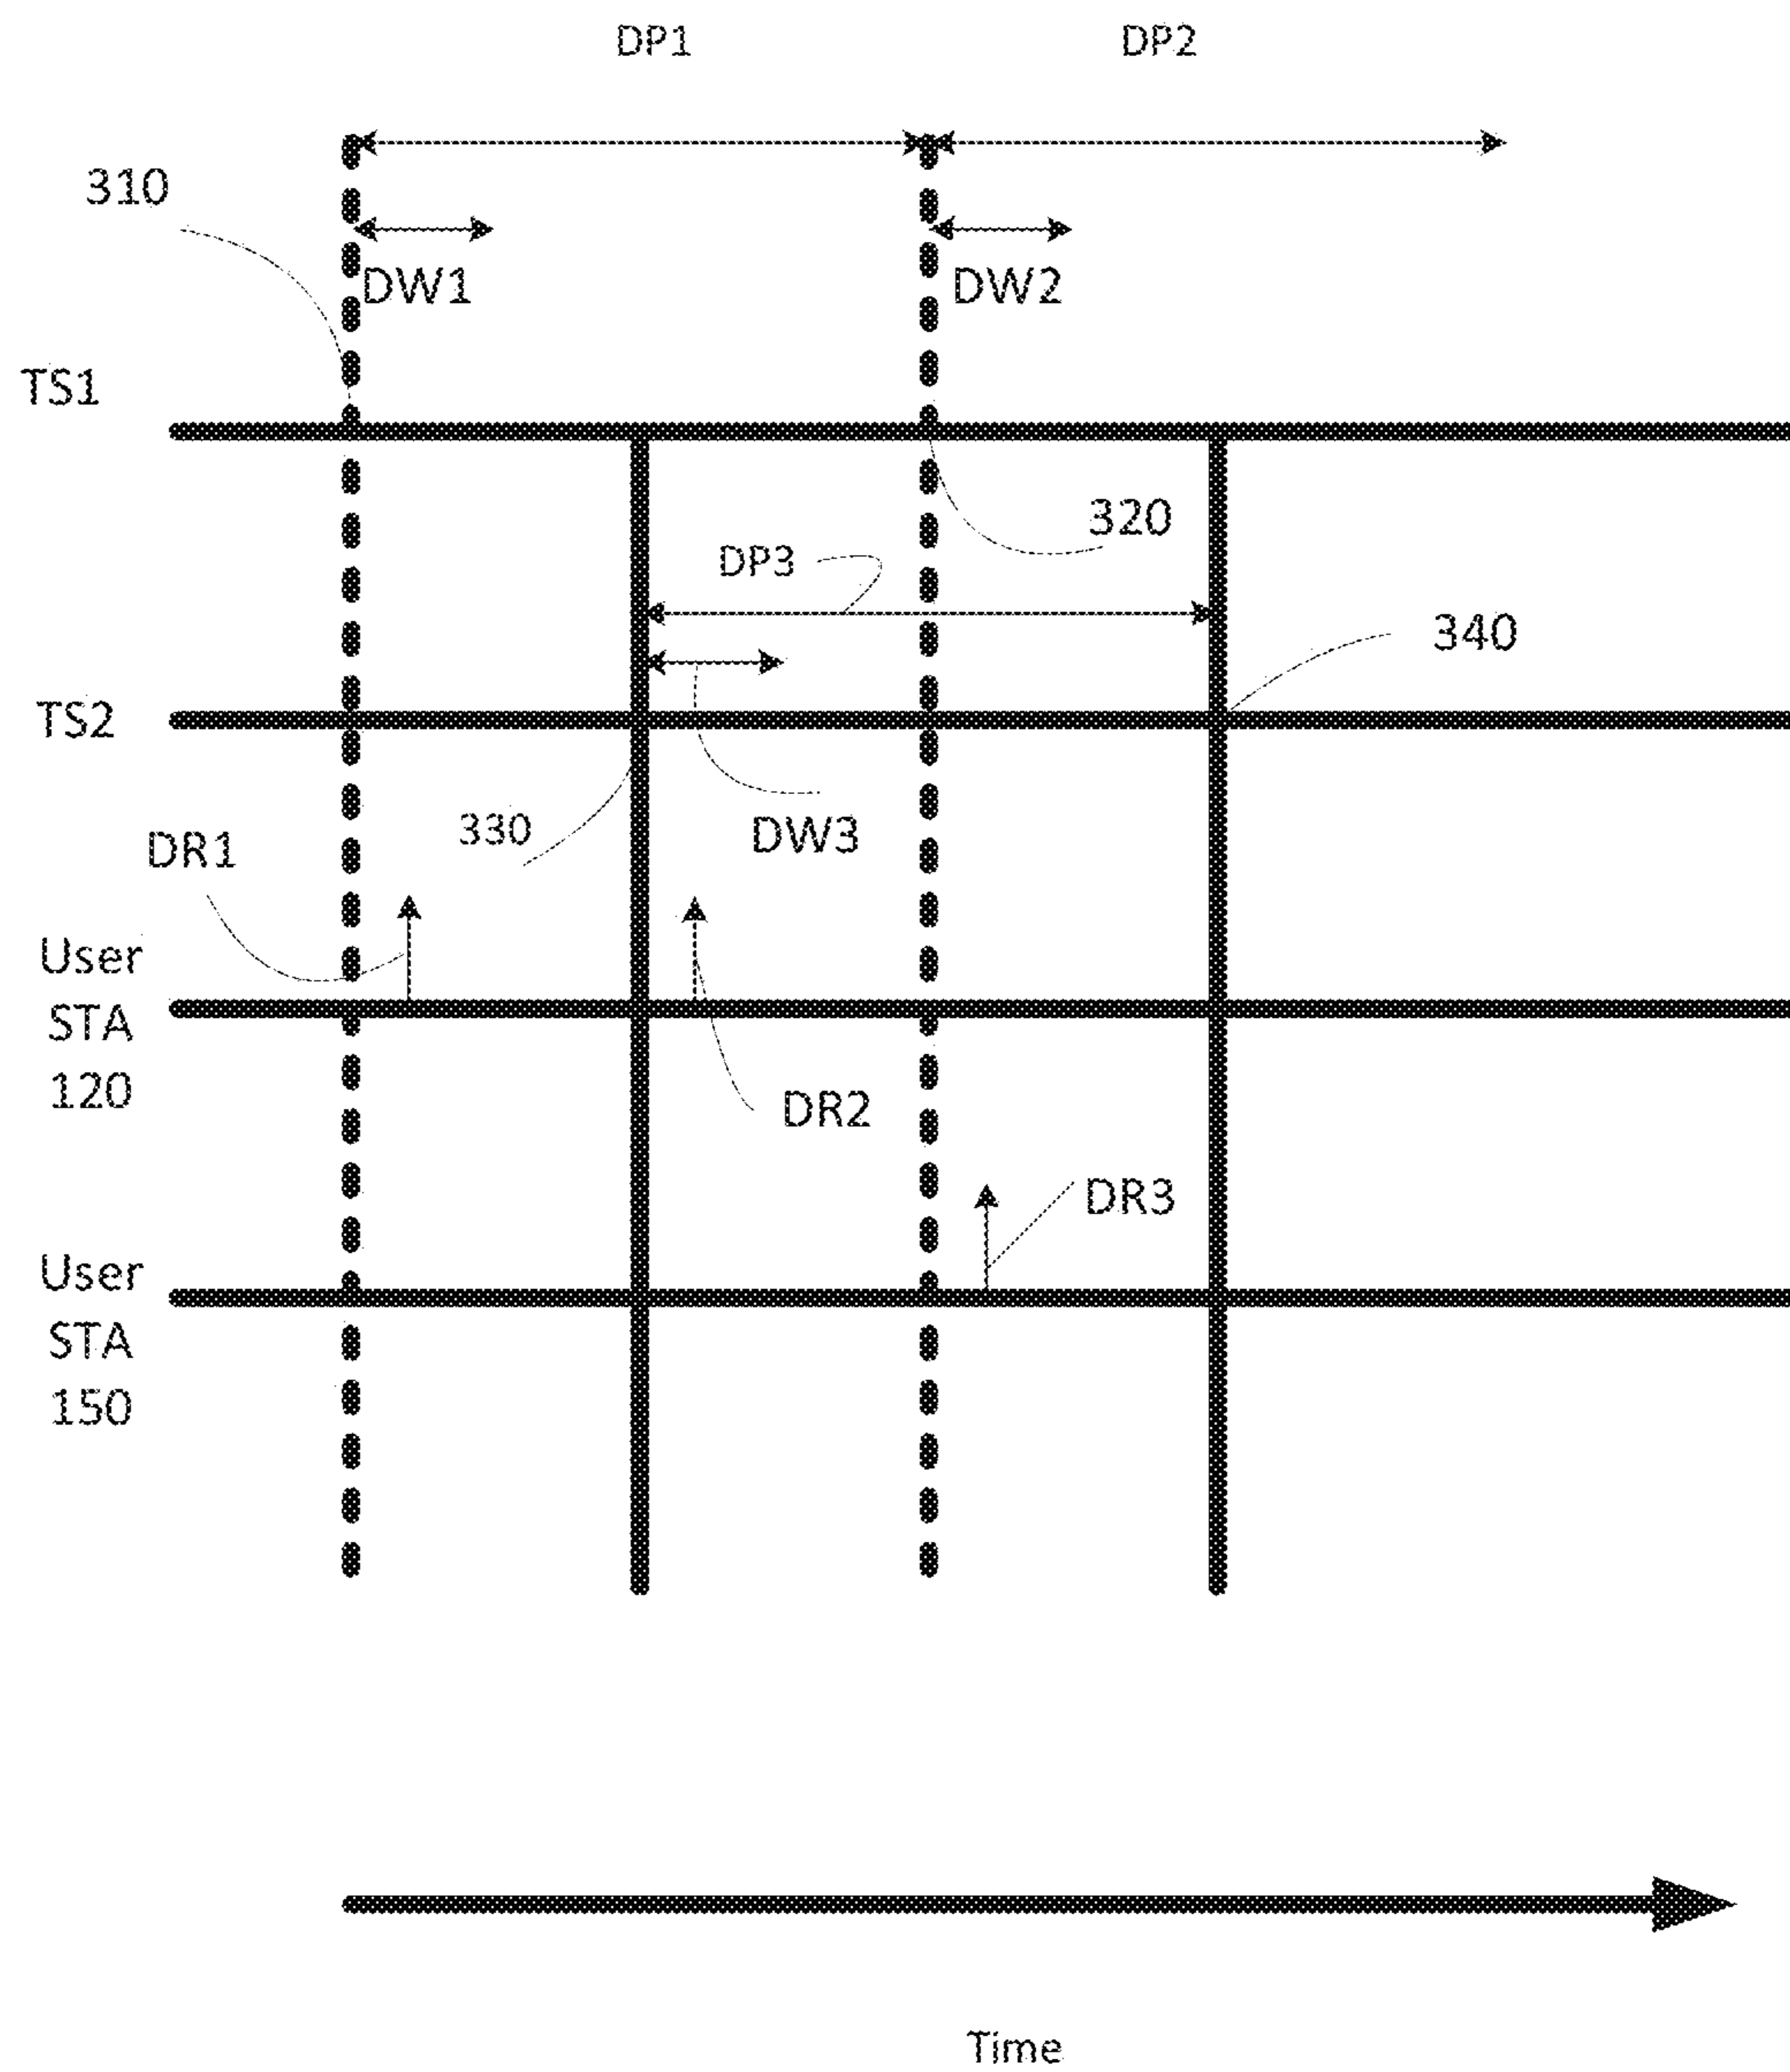 DP1
DP2
310
DW1
DW2
TS1
320
DP3
340
TS2
330
DW3
DR1
User
STA
120
DR2
DR3
User
STA
150
Time